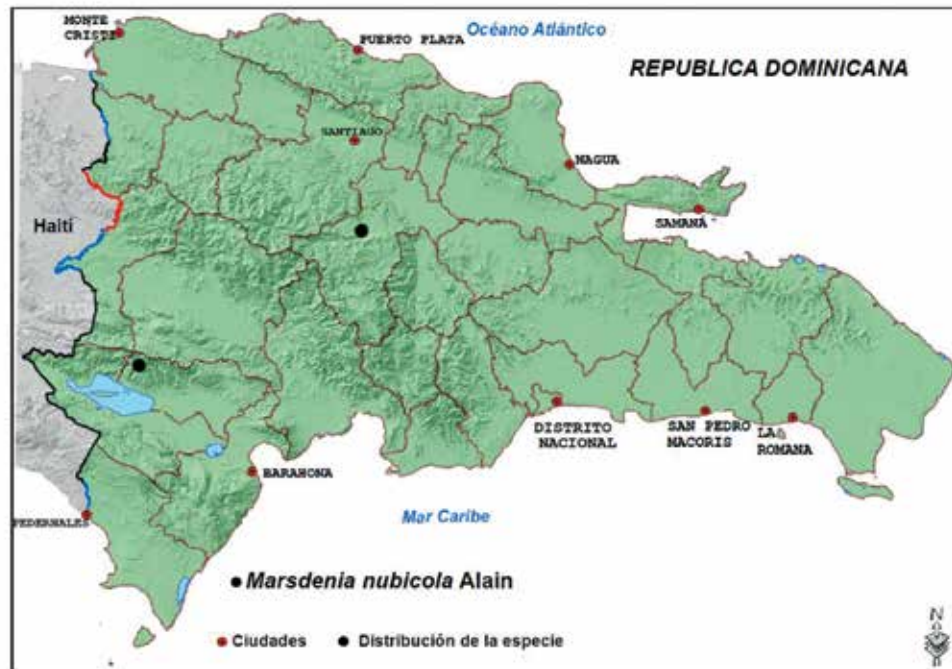 MONTE
CRISTI
PUERTO PLATA
Océano Atlántico
REPUBLICA DOMINICANA
SANTIAGO
NAGUA
SAMANÁ
Haití
DISTRITO
NACIONAL
SAN PEDRO
MACORIS
LA
ROMANA
BARAHONA
PEDERNALES
Mar Caribe
Marsdenia nubicola Alain
Ciudades
Distribución de la especie
N